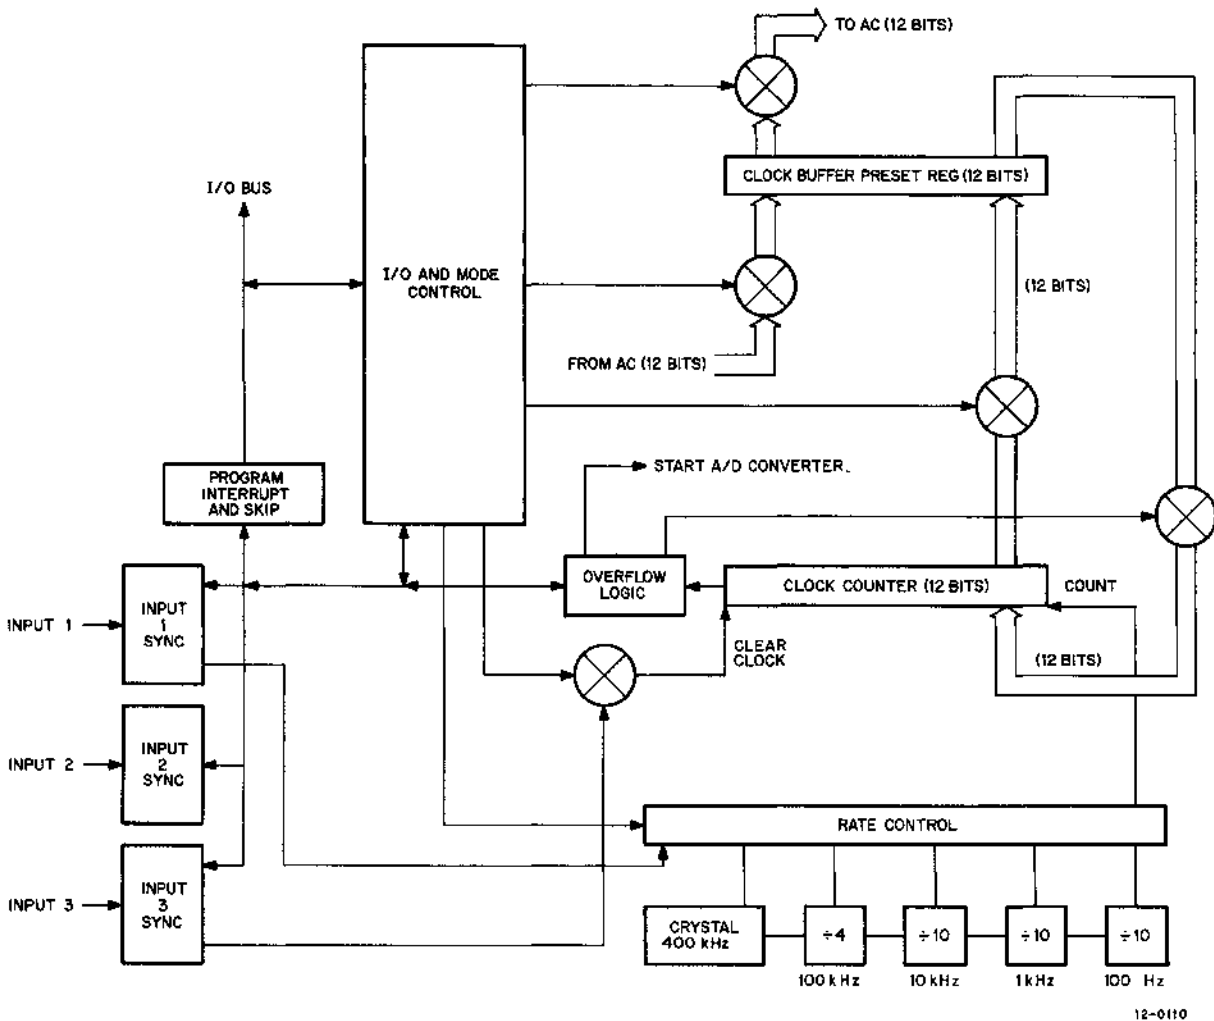 TO AC (12 BITS)
CLOCK BUFFER PRESET REG (12 BITS)
I/O BUS
I/O AND MODE
CONTROL
(12 BITS)
FROM AC (12 BITS)
START A/D CONVERTER.
PROGRAM
INTERRUPT
AND SKIP
OVERFLOW
LOGIC
CLOCK COUNTER (12 BITS)
COUNT
INPUT 1
INPUT
1
SYNC
CLEAR
CLOCK
(12 BITS)
INPUT 2
INPUT
2
SYNC
RATE CONTROL
INPUT 3
INPUT
3
SYNC
CRYSTAL
400 kHz
÷4
÷10
÷10
÷10
100 kHz
10 kHz
1 kHz
100 Hz
12-0110